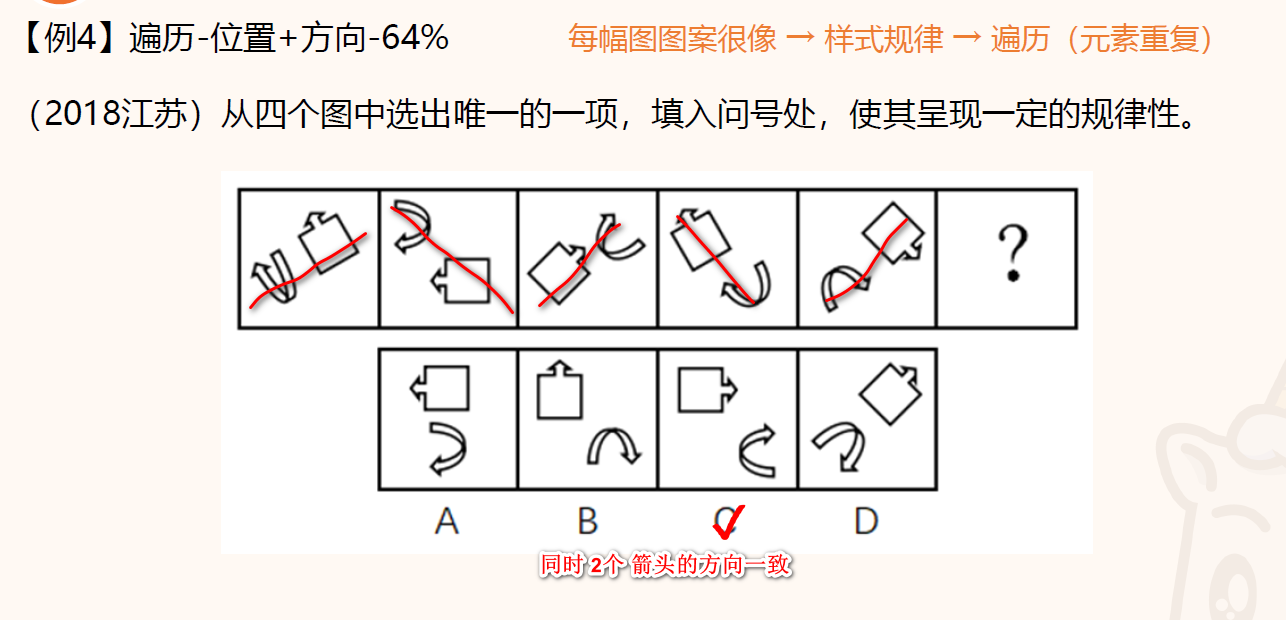 【例4】遍历-位置+方向-64%
每幅图图案很像 → 样式规律 → 遍历（元素重复）
（2018江苏）从四个图中选出唯一的一项，填入问号处，使其呈现一定的规律性。
?
A B C D
同时 2个 箭头的方向一致